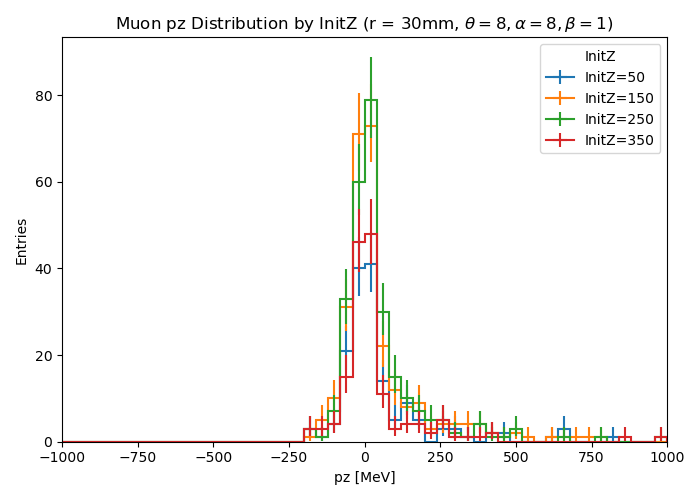 Muon pz Distribution by InitZ (r = 30mm, θ = 8, α = 8, β = 1)
InitZ
InitZ=50
InitZ=150
InitZ=250
InitZ=350
Entries
80
60
40
20
0
−1000 −750 −500 −250 0 250 500 750 1000
pz [MeV]